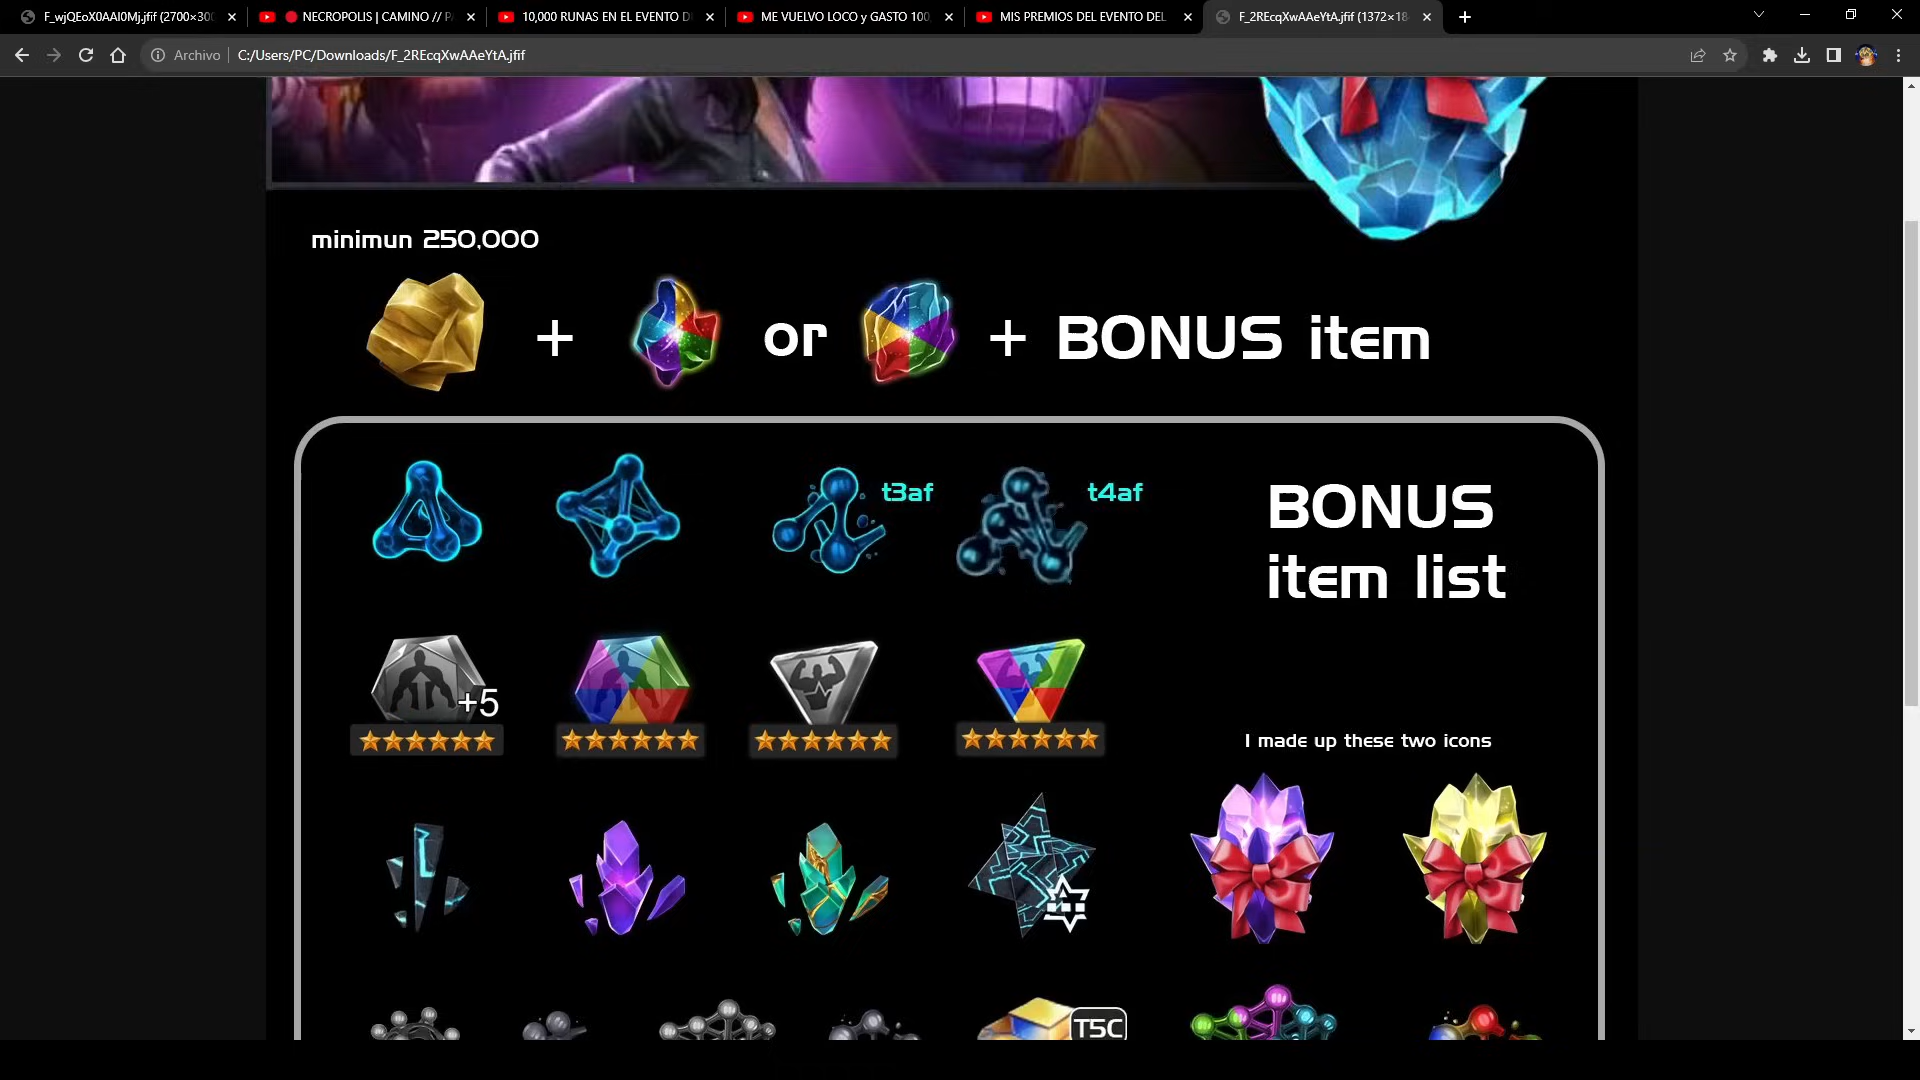 F_wjQEoX0AAl0Mj.jfif (2700×300
NECROPOLIS | CAMINO // P
10,000 RUNAS EN EL EVENTO D
ME VUELVO LOCO y GASTO 100
MIS PREMIOS DEL EVENTO DEL
F_2REcqXwAAeYtA.jfif (1372×18
Archivo
C:/Users/PC/Downloads/F_2REcqXwAAeYtA.jfif
minimun 250,000
+ or + BONUS item
t3af
t4af
BONUS
item list
+5
I made up these two icons
T5C